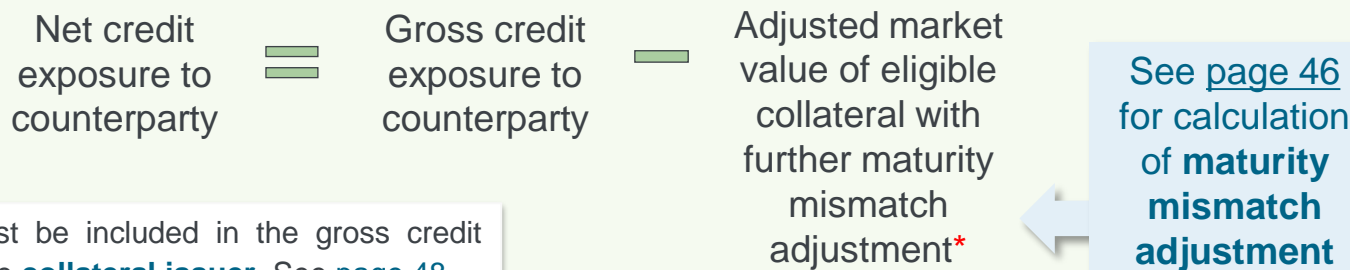 Net credit
exposure to
counterparty
=
Gross credit
exposure to
counterparty
−
Adjusted market
value of eligible
collateral with
further maturity
mismatch
adjustment*
See page 46
for calculation
of maturity
mismatch
adjustment
st be included in the gross credit
collateral issuer. See page 48